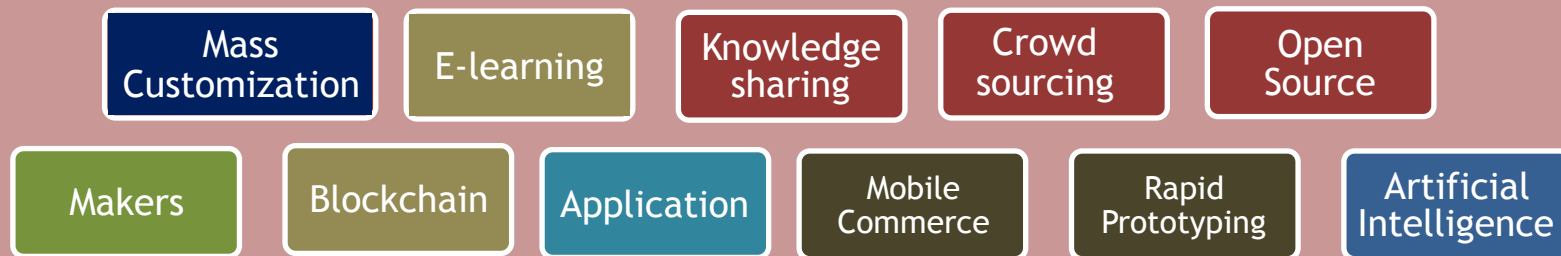 Mass
Customization
E-learning
Knowledge
sharing
Crowd
sourcing
Open
Source
Makers
Blockchain
Application
Mobile
Commerce
Rapid
Prototyping
Artificial
Intelligence